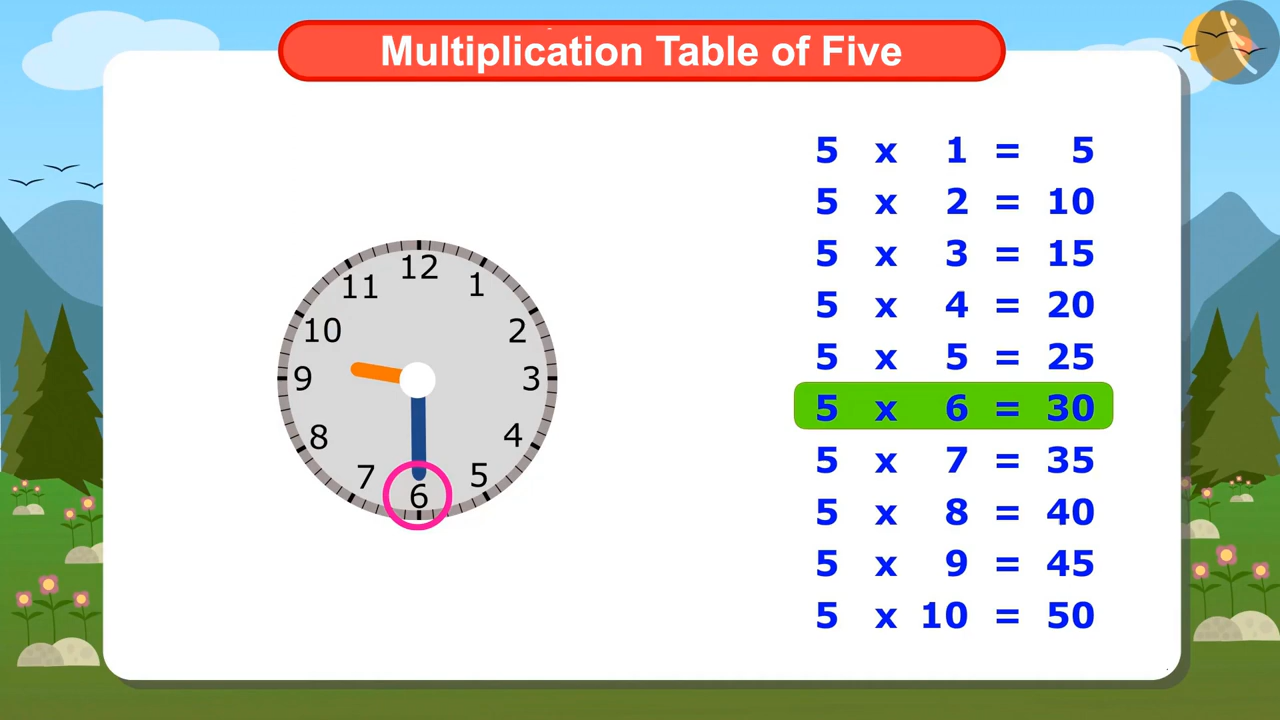 Multiplication Table of Five
12
11
1
10
2
9
3
8
4
7
5
6
5 x 1 = 5
5 x 2 = 10
5 x 3 = 15
5 x 4 = 20
5 x 5 = 25
5 x 6 = 30
5 x 7 = 35
5 x 8 = 40
5 x 9 = 45
5 x 10 = 50